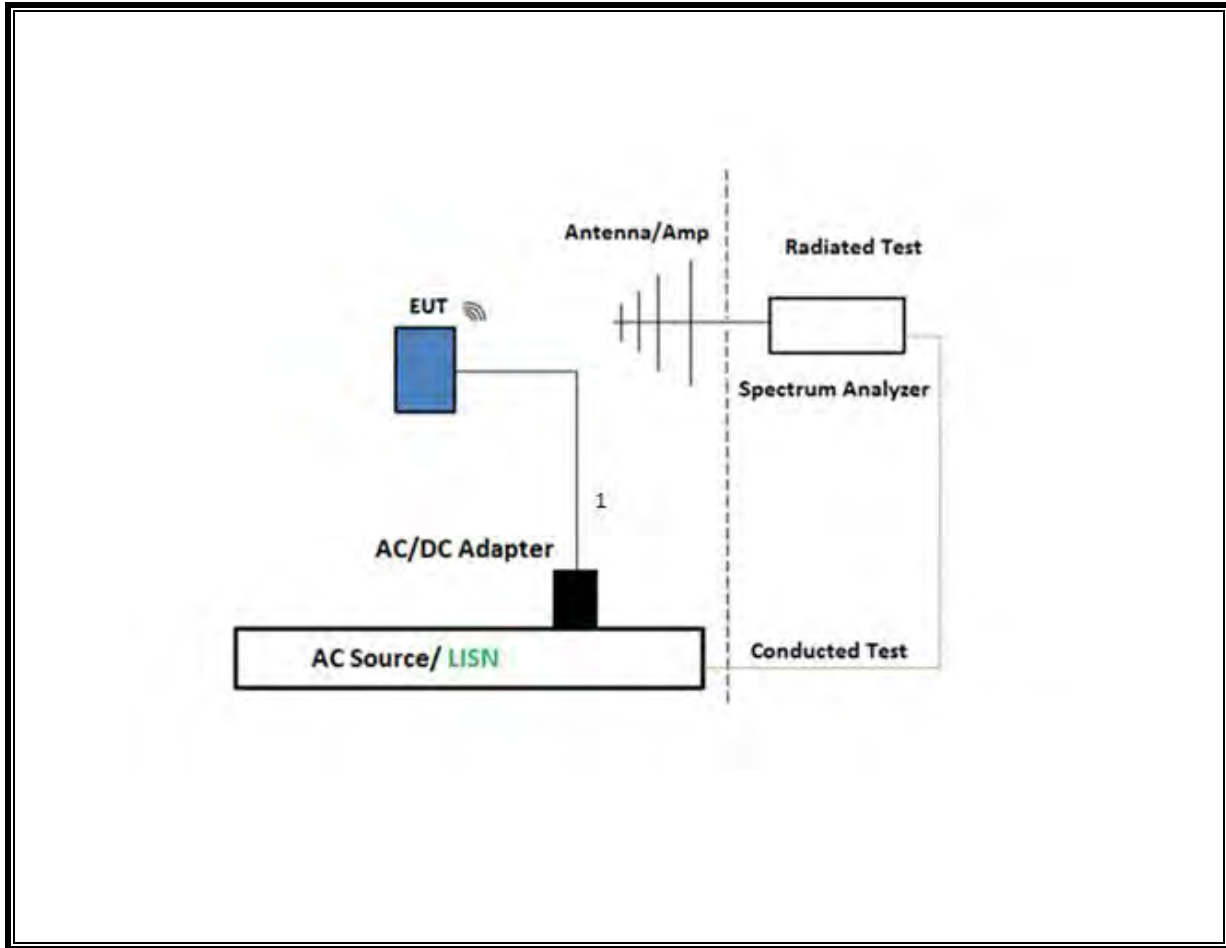 Antenna/Amp
Radiated Test
EUT
Spectrum Analyzer
1
AC/DC Adapter
AC Source/ LISN
Conducted Test